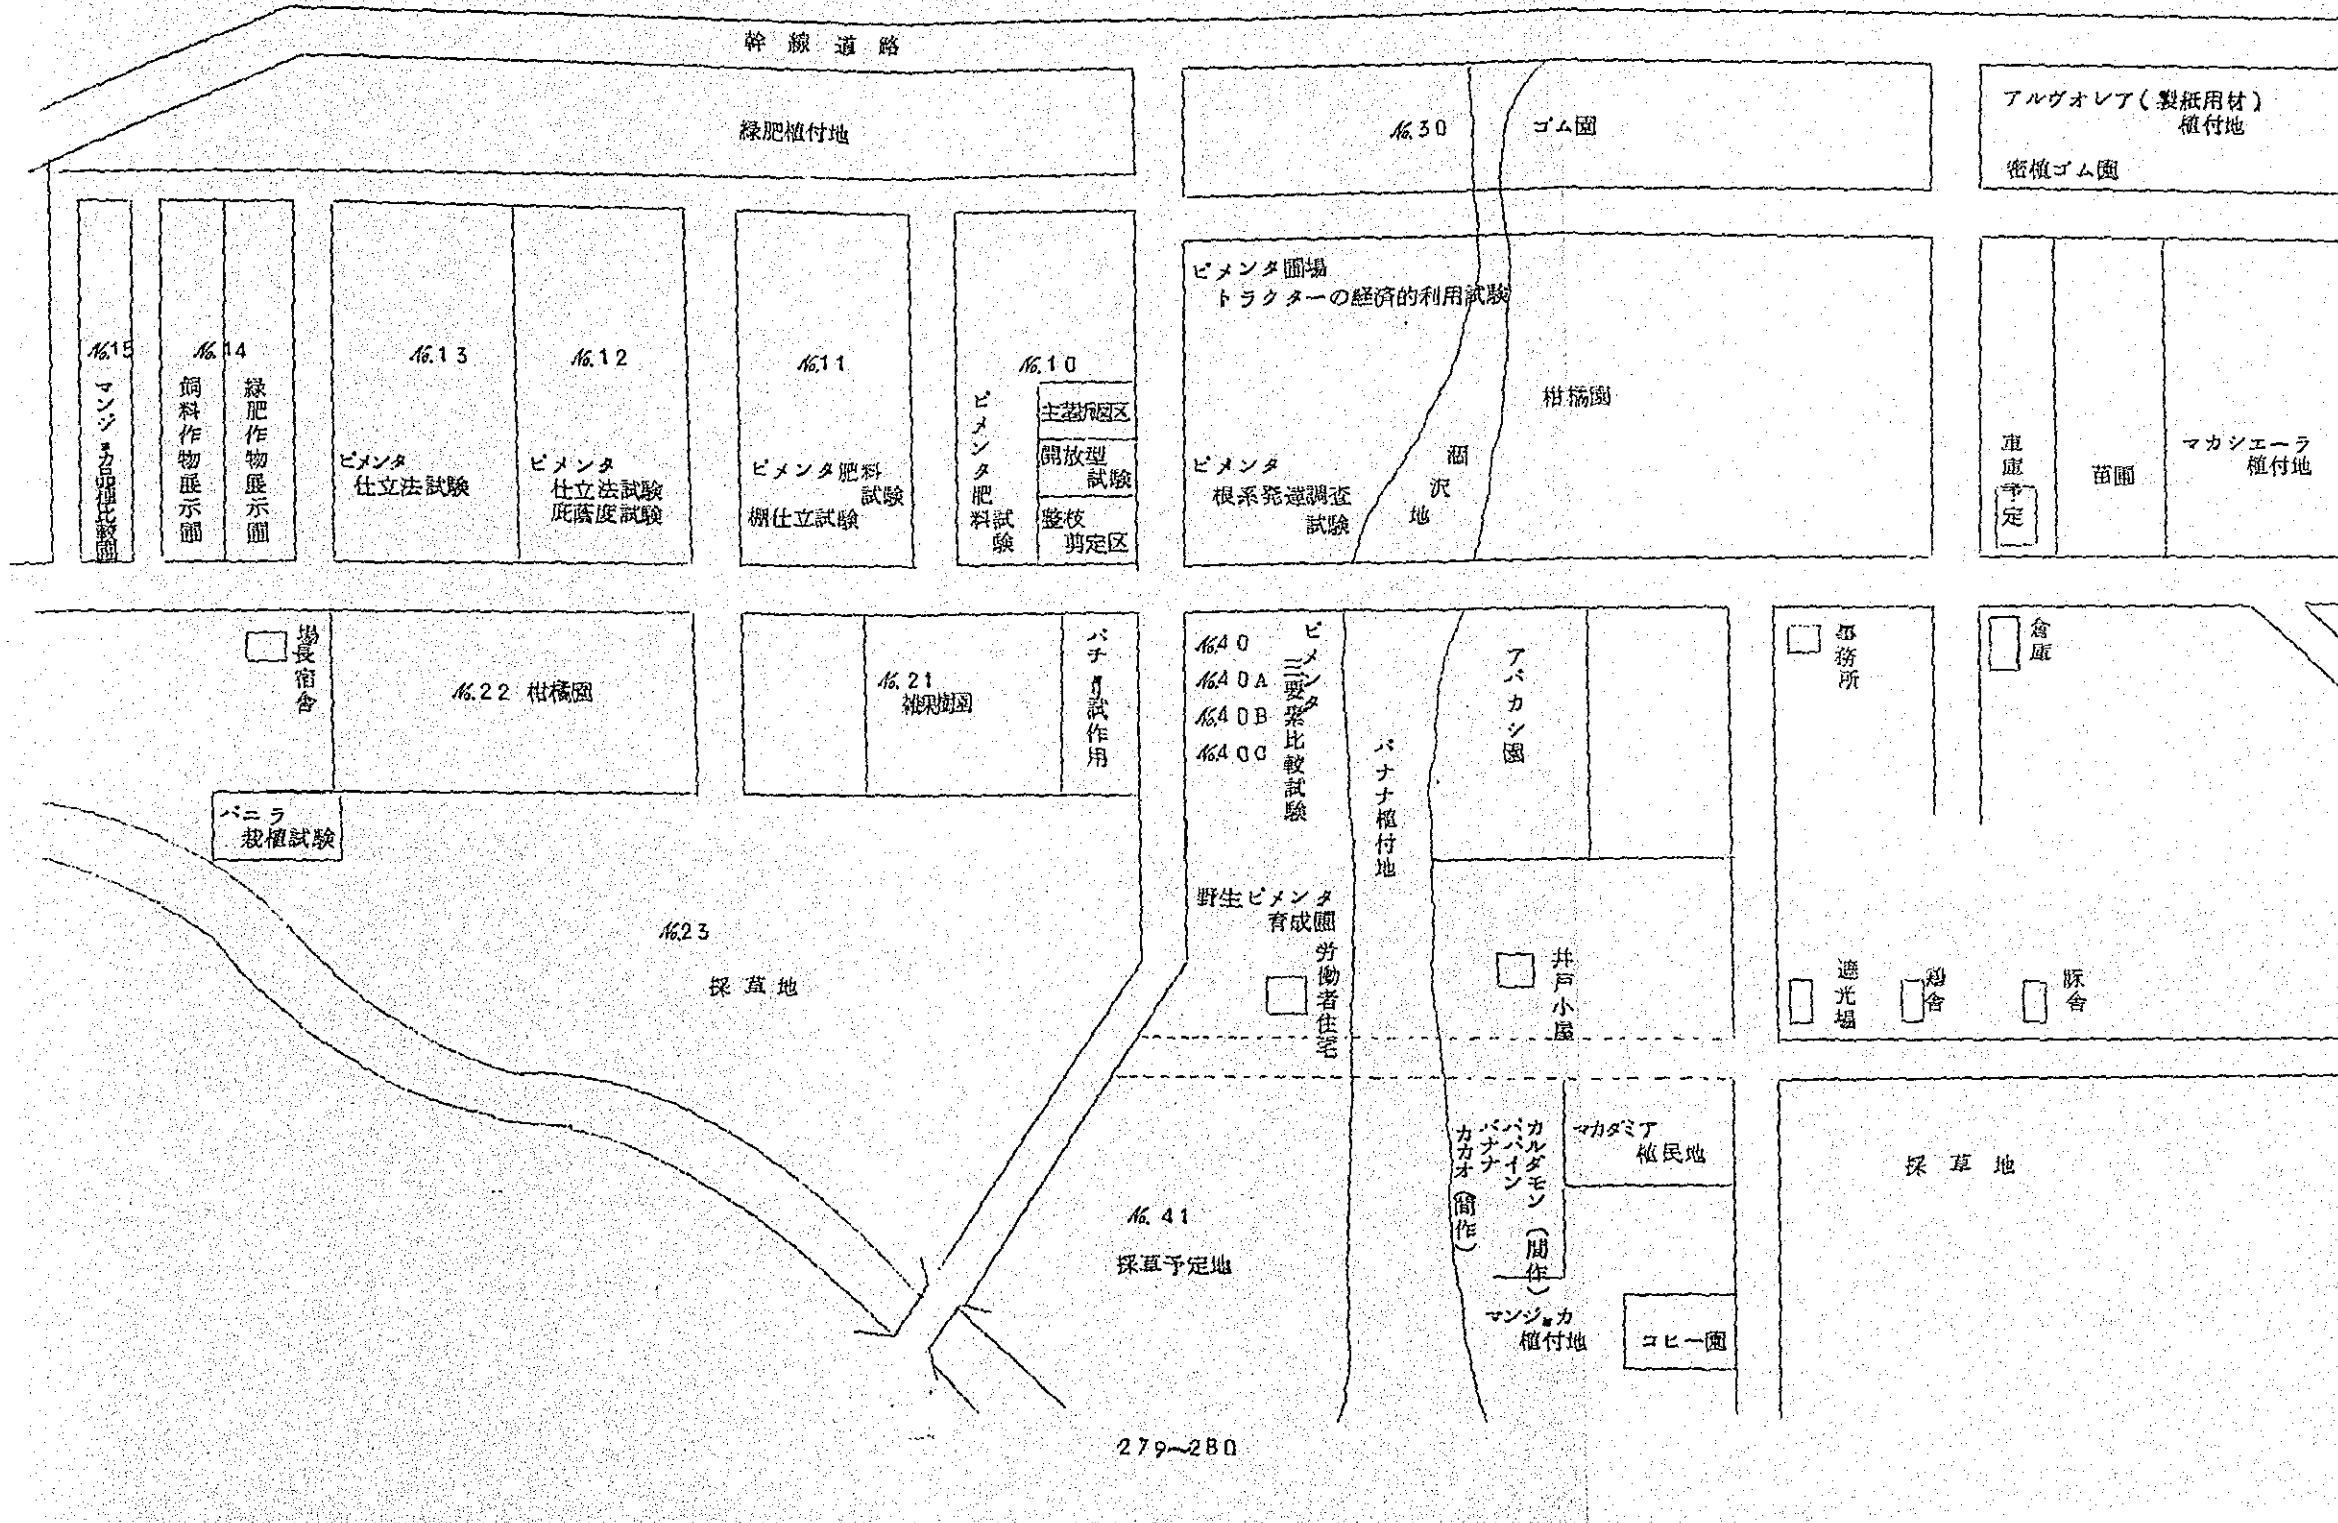 幹線道路
緑肥植付地
No.30
ゴム園
アルヴオレア(製紙用材)
植付地
密植ゴム園
No.15
マンジョカ品種比較圃
No.14
飼料作物展示圃
緑肥作物展示圃
No.13
ピメンタ
仕立法試験
No.12
ピメンタ
仕立法試験
庇蔭度試験
No.11
ピメンタ肥料
試験
棚仕立試験
No.10
ピメンタ肥料試験
開放型
試験
整枝
剪定区
ピメンタ圃場
トラクターの経済的利用試験
ピメンタ
根系発達調査
試験
沢地
柑橘園
車庫予定
苗圃
マカシエーラ
植付地
場長宿舎
No.22 柑橘園
No.21
雑果樹園
パチョリ試作用
No.40
No.40A
No.40B
No.40C
ピメンタ
三要素比較試験
バナナ植付地
アバカシ園
事務所
倉庫
バニラ
栽植試験
No.23
採草地
野生ピメンタ
育成圃
労働者住宅
井戸小屋
遮光場
鶏舎
豚舎
カルダモン(間作)
パパイン
バナナ
カカオ(間作)
マカダミア
植民地
採草地
No.41
採草予定地
マンジョカ
植付地
コヒー園
279~280